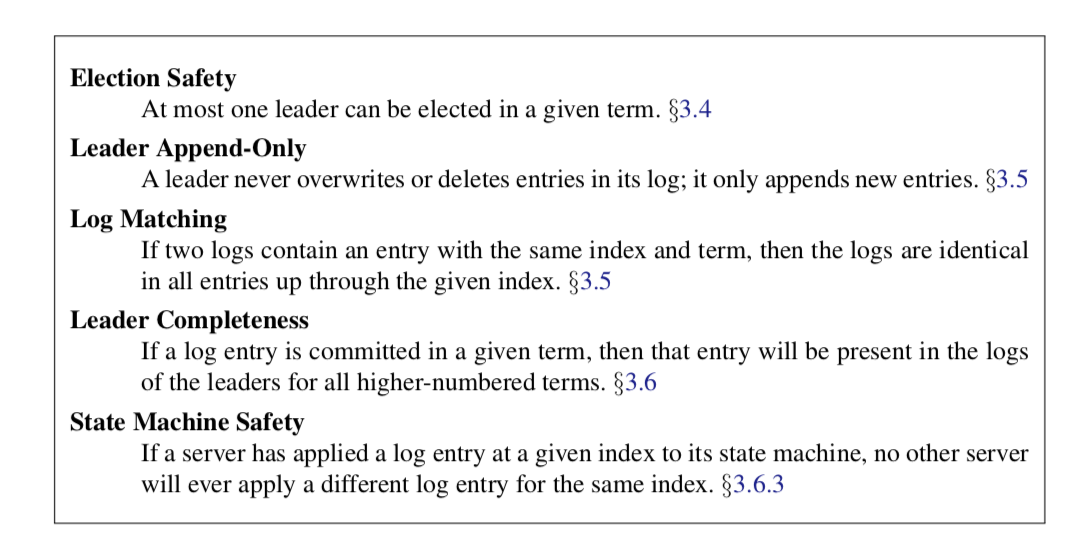 Election Safety
At most one leader can be elected in a given term. §3.4
Leader Append-Only
A leader never overwrites or deletes entries in its log; it only appends new entries. §3.5
Log Matching
If two logs contain an entry with the same index and term, then the logs are identical
in all entries up through the given index. §3.5
Leader Completeness
If a log entry is committed in a given term, then that entry will be present in the logs
of the leaders for all higher-numbered terms. §3.6
State Machine Safety
If a server has applied a log entry at a given index to its state machine, no other server
will ever apply a different log entry for the same index. §3.6.3